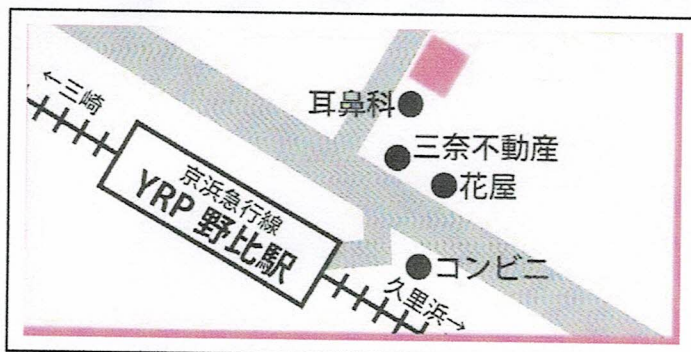 ←三崎
耳鼻科
三奈不動産
花屋
京浜急行線
YRP 野比駅
コンビニ
久里浜→